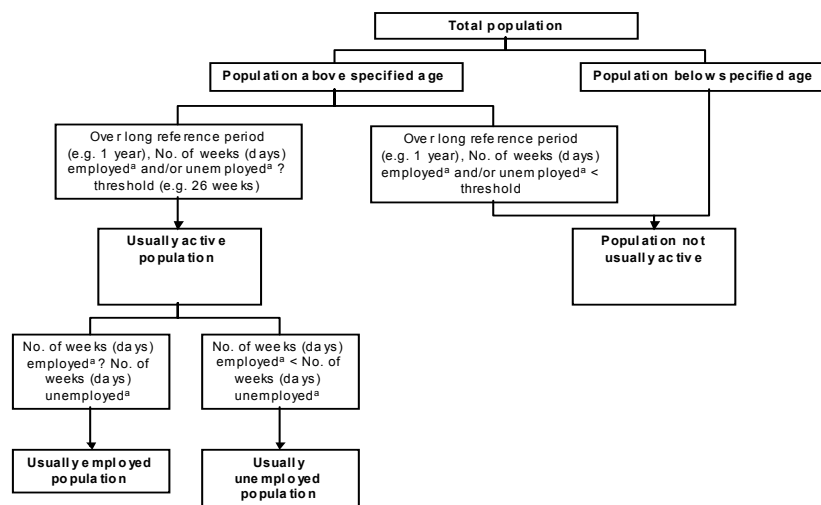 Total population
Population above specified age
Population below specified age
Over long reference period
(e.g. 1 year), No. of weeks (days)
employedᵃ and/or unemployedᵃ ?
threshold (e.g. 26 weeks)
Over long reference period
(e.g. 1 year), No. of weeks (days)
employedᵃ and/or unemployedᵃ <
threshold
Usually active
population
Population not
usually active
No. of weeks (days)
employedᵃ ? No. of
weeks (days)
unemployedᵃ
No. of weeks (days)
employedᵃ < No. of
weeks (days)
unemployedᵃ
Usually employed
population
Usually
unemployed
population